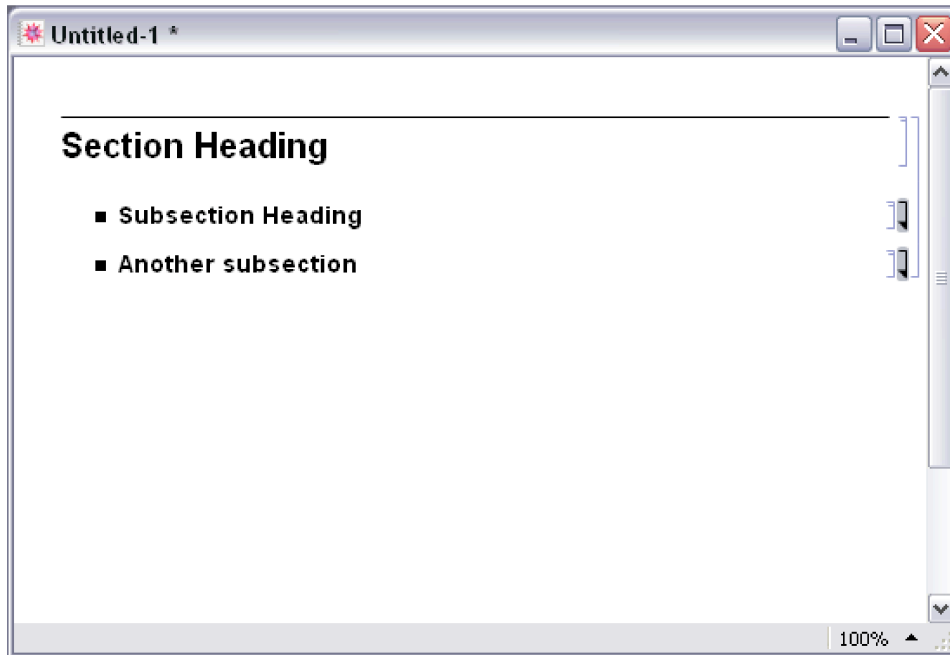 Untitled-1 *
Section Heading
■ Subsection Heading
■ Another subsection
100%